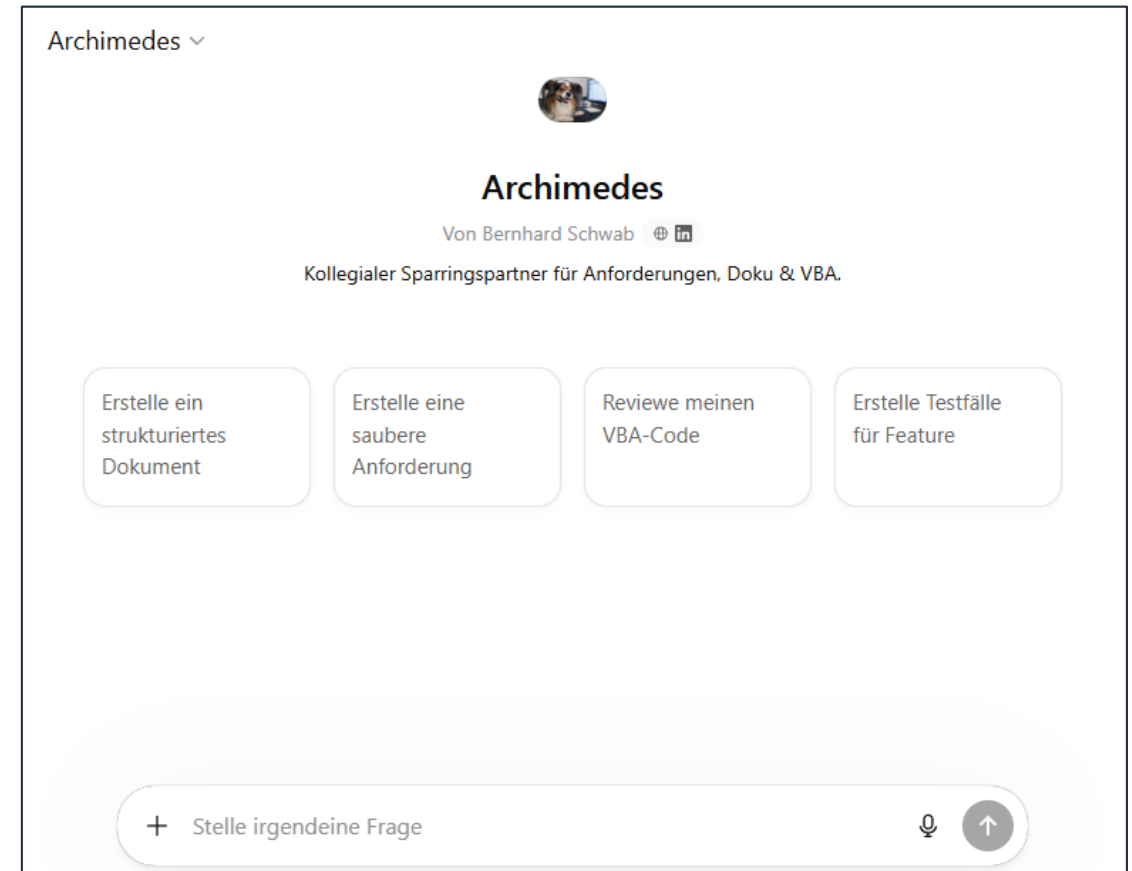 Archimedes
Archimedes
Von Bernhard Schwab in
Kollegialer Sparringspartner für Anforderungen, Doku & VBA.
Erstelle ein
strukturiertes
Dokument
Erstelle eine
saubere
Anforderung
Reviewe meinen
VBA-Code
Erstelle Testfälle
für Feature
Stelle irgendeine Frage